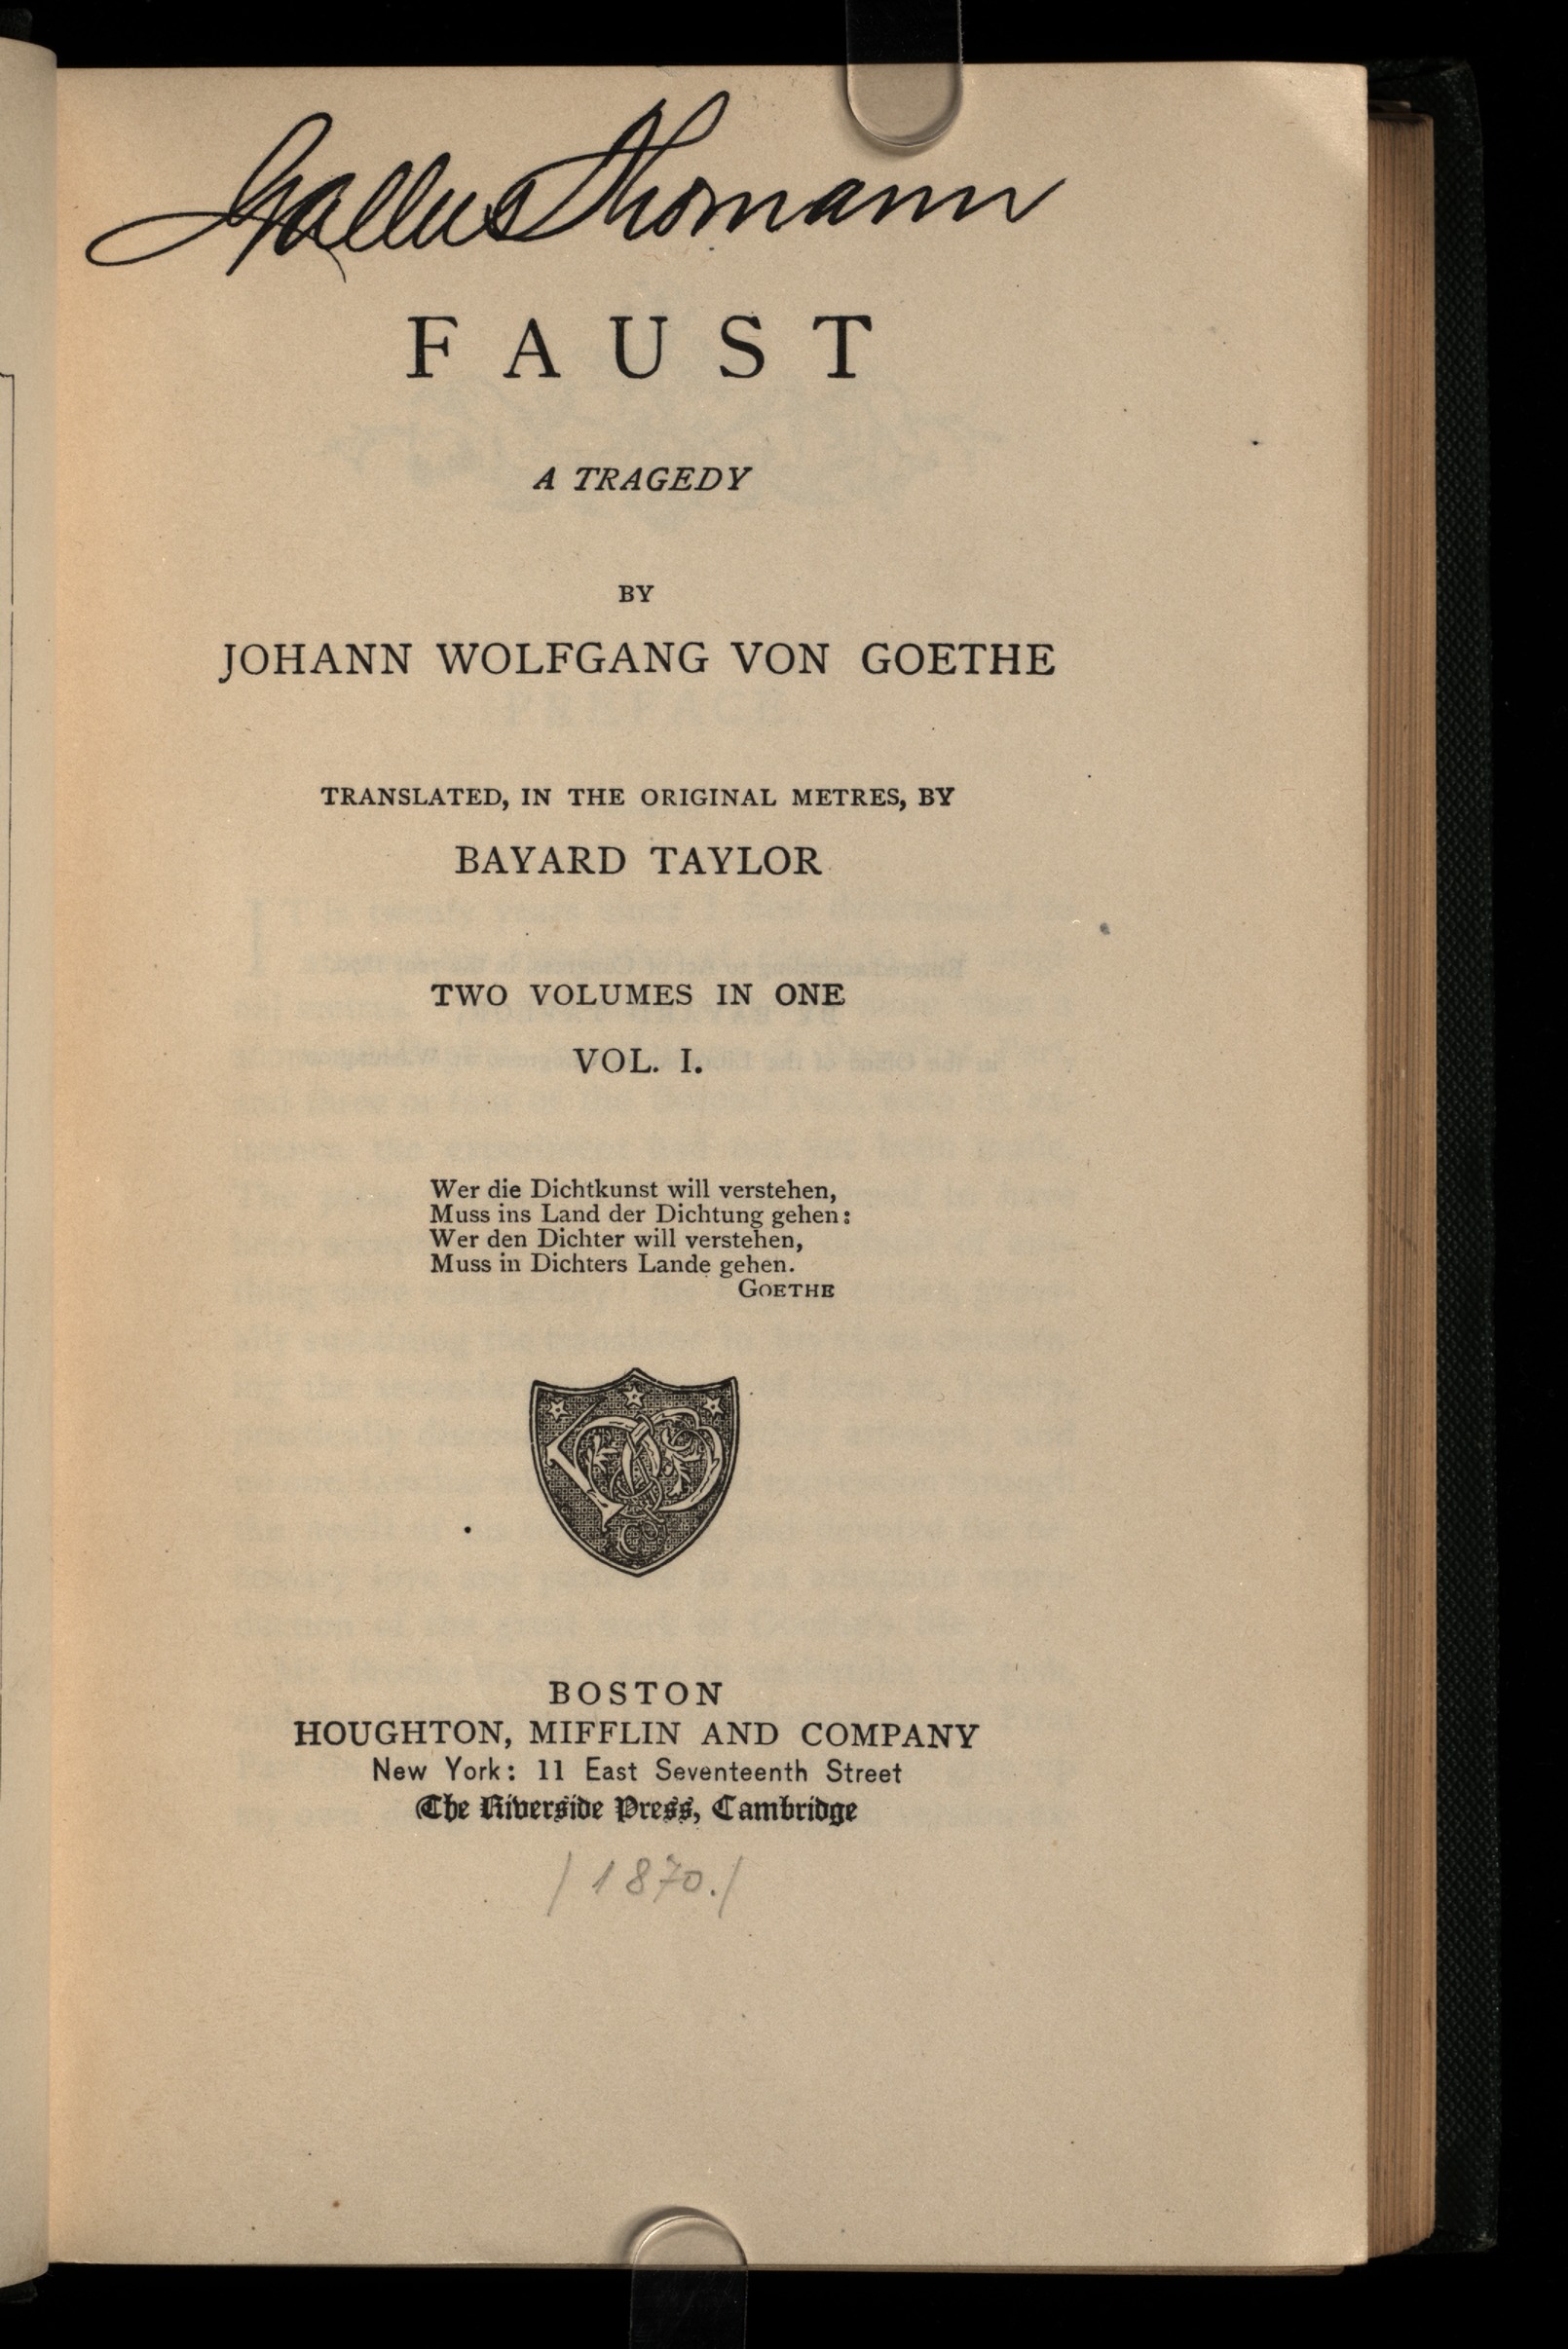 Gallus Thomann
FAUST
A TRAGEDY
BY
JOHANN WOLFGANG VON GOETHE
TRANSLATED, IN THE ORIGINAL METRES, BY
BAYARD TAYLOR
TWO VOLUMES IN ONE
VOL. I.
Wer die Dichtkunst will verstehen,
Muss ins Land der Dichtung gehen:
Wer den Dichter will verstehen,
Muss in Dichters Lande gehen.
GOETHE
BOSTON
HOUGHTON, MIFFLIN AND COMPANY
New York: 11 East Seventeenth Street
The Riverside Press, Cambridge
/1870./